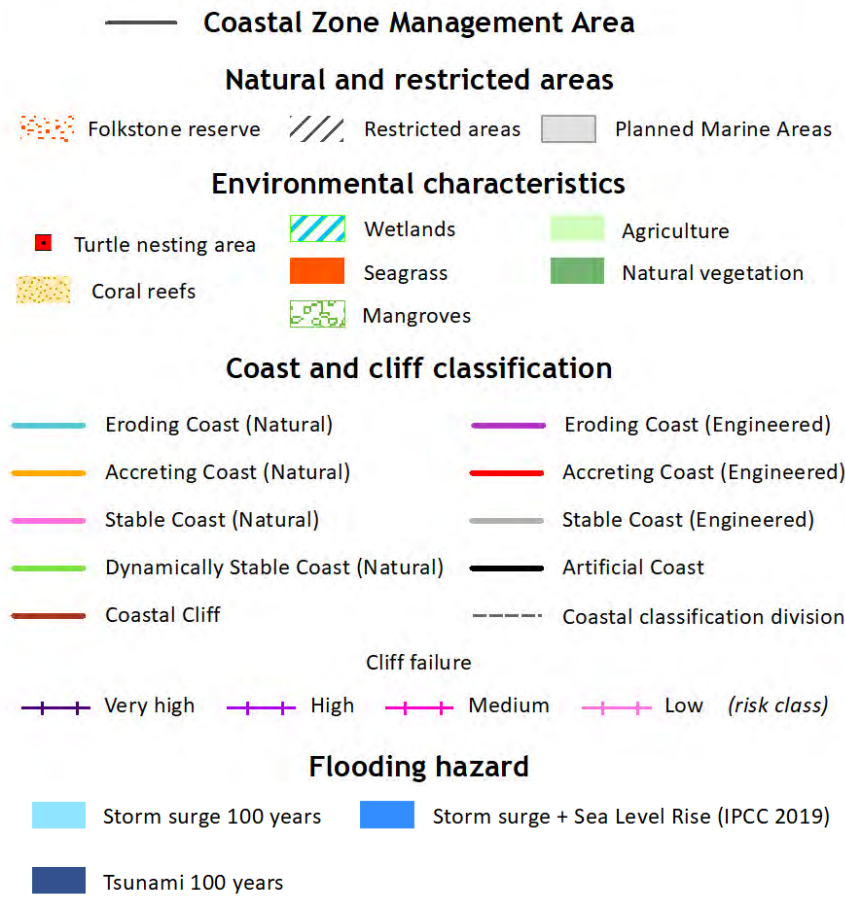 Coastal Zone Management Area
Natural and restricted areas
Folkstone reserve
Restricted areas
Planned Marine Areas
Environmental characteristics
Turtle nesting area
Wetlands
Agriculture
Coral reefs
Seagrass
Natural vegetation
Mangroves
Coast and cliff classification
Eroding Coast (Natural)
Eroding Coast (Engineered)
Accreting Coast (Natural)
Accreting Coast (Engineered)
Stable Coast (Natural)
Stable Coast (Engineered)
Dynamically Stable Coast (Natural)
Artificial Coast
Coastal Cliff
Coastal classification division
Cliff failure
Very high
High
Medium
Low (risk class)
Flooding hazard
Storm surge 100 years
Storm surge + Sea Level Rise (IPCC 2019)
Tsunami 100 years